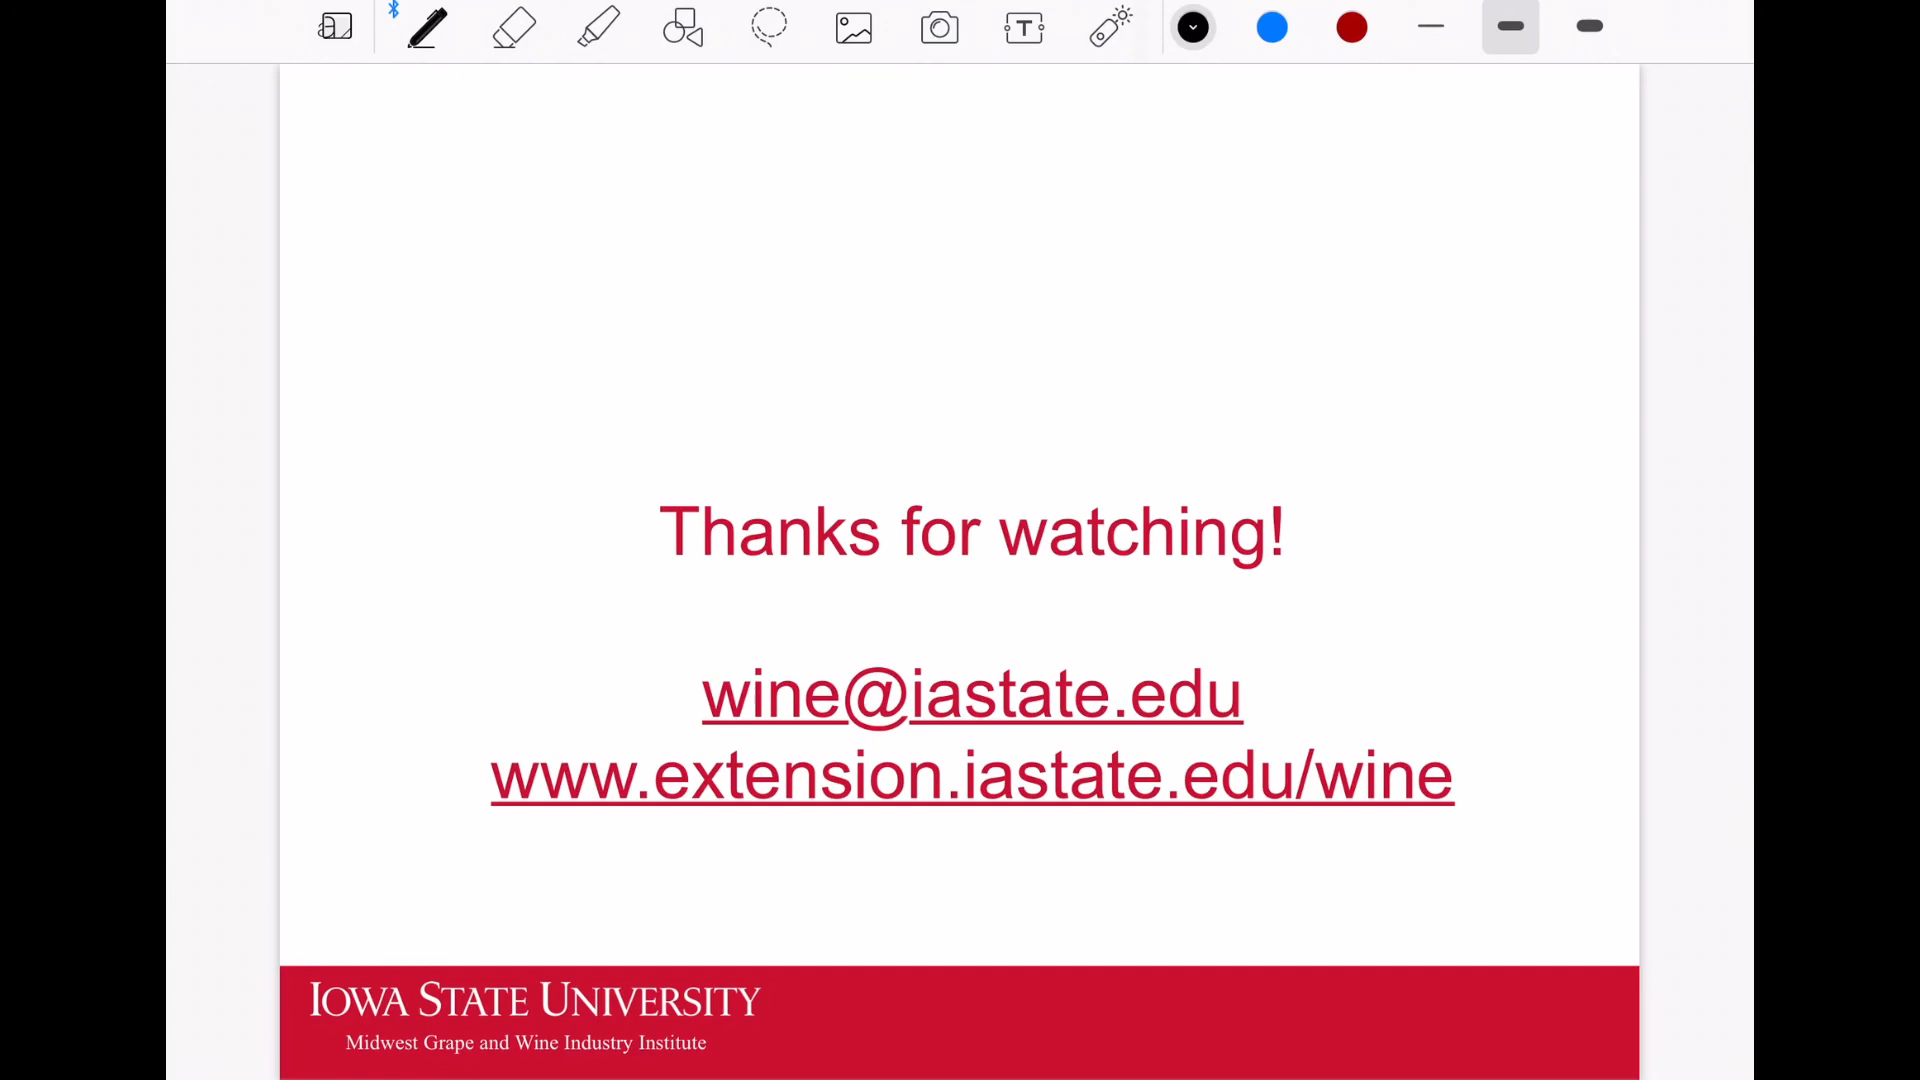 Thanks for watching!
wine@iastate.edu
www.extension.iastate.edu/wine
IOWA STATE UNIVERSITY
Midwest Grape and Wine Industry Institute